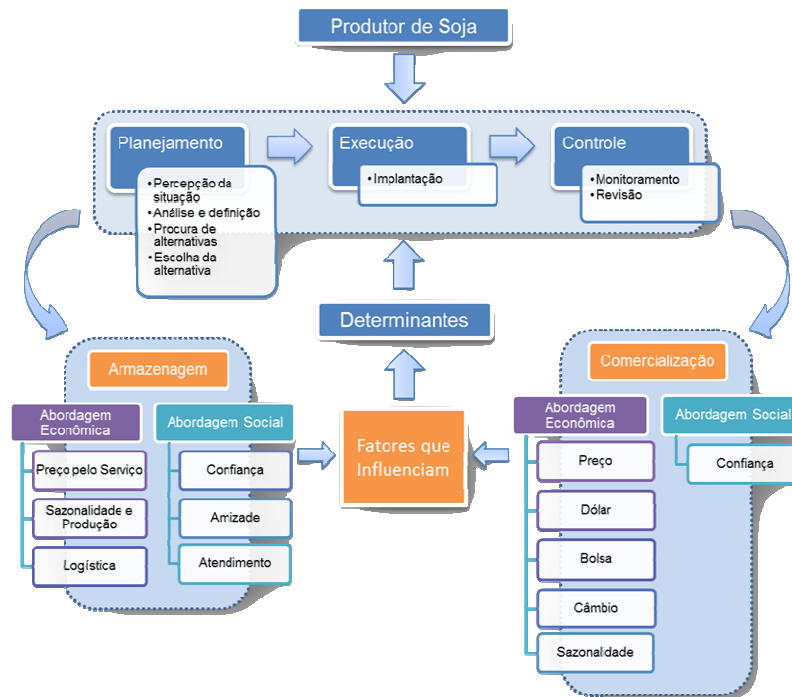 Produtor de Soja
Planejamento
•Percepção da
situação
•Análise e definição
•Procura de
alternativas
•Escolha da
alternativa
Execução
•Implantação
Controle
•Monitoramento
•Revisão
Determinantes
Armazenagem
Abordagem
Econômica
Preço pelo Serviço
Sazonalidade e
Produção
Logística
Abordagem Social
Confiança
Amizade
Atendimento
Fatores que
Influenciam
Comercialização
Abordagem
Econômica
Preço
Dólar
Bolsa
Câmbio
Sazonalidade
Abordagem Social
Confiança